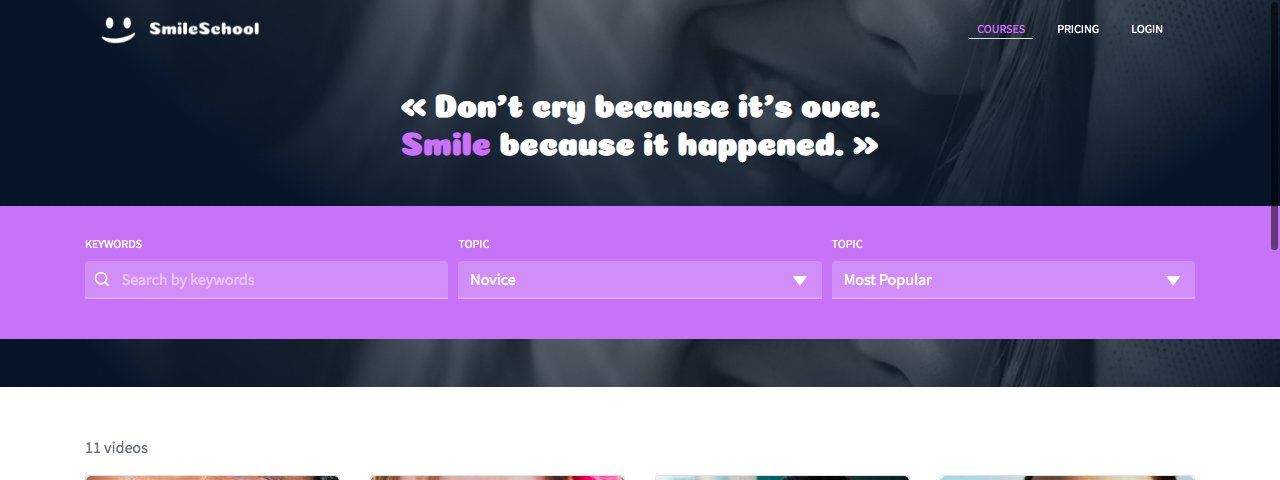 SmileSchool
COURSES
PRICING
LOGIN
« Don’t cry because it’s over.
Smile because it happened. »
KEYWORDS
TOPIC
TOPIC
Search by keywords
Novice
Most Popular
11 videos